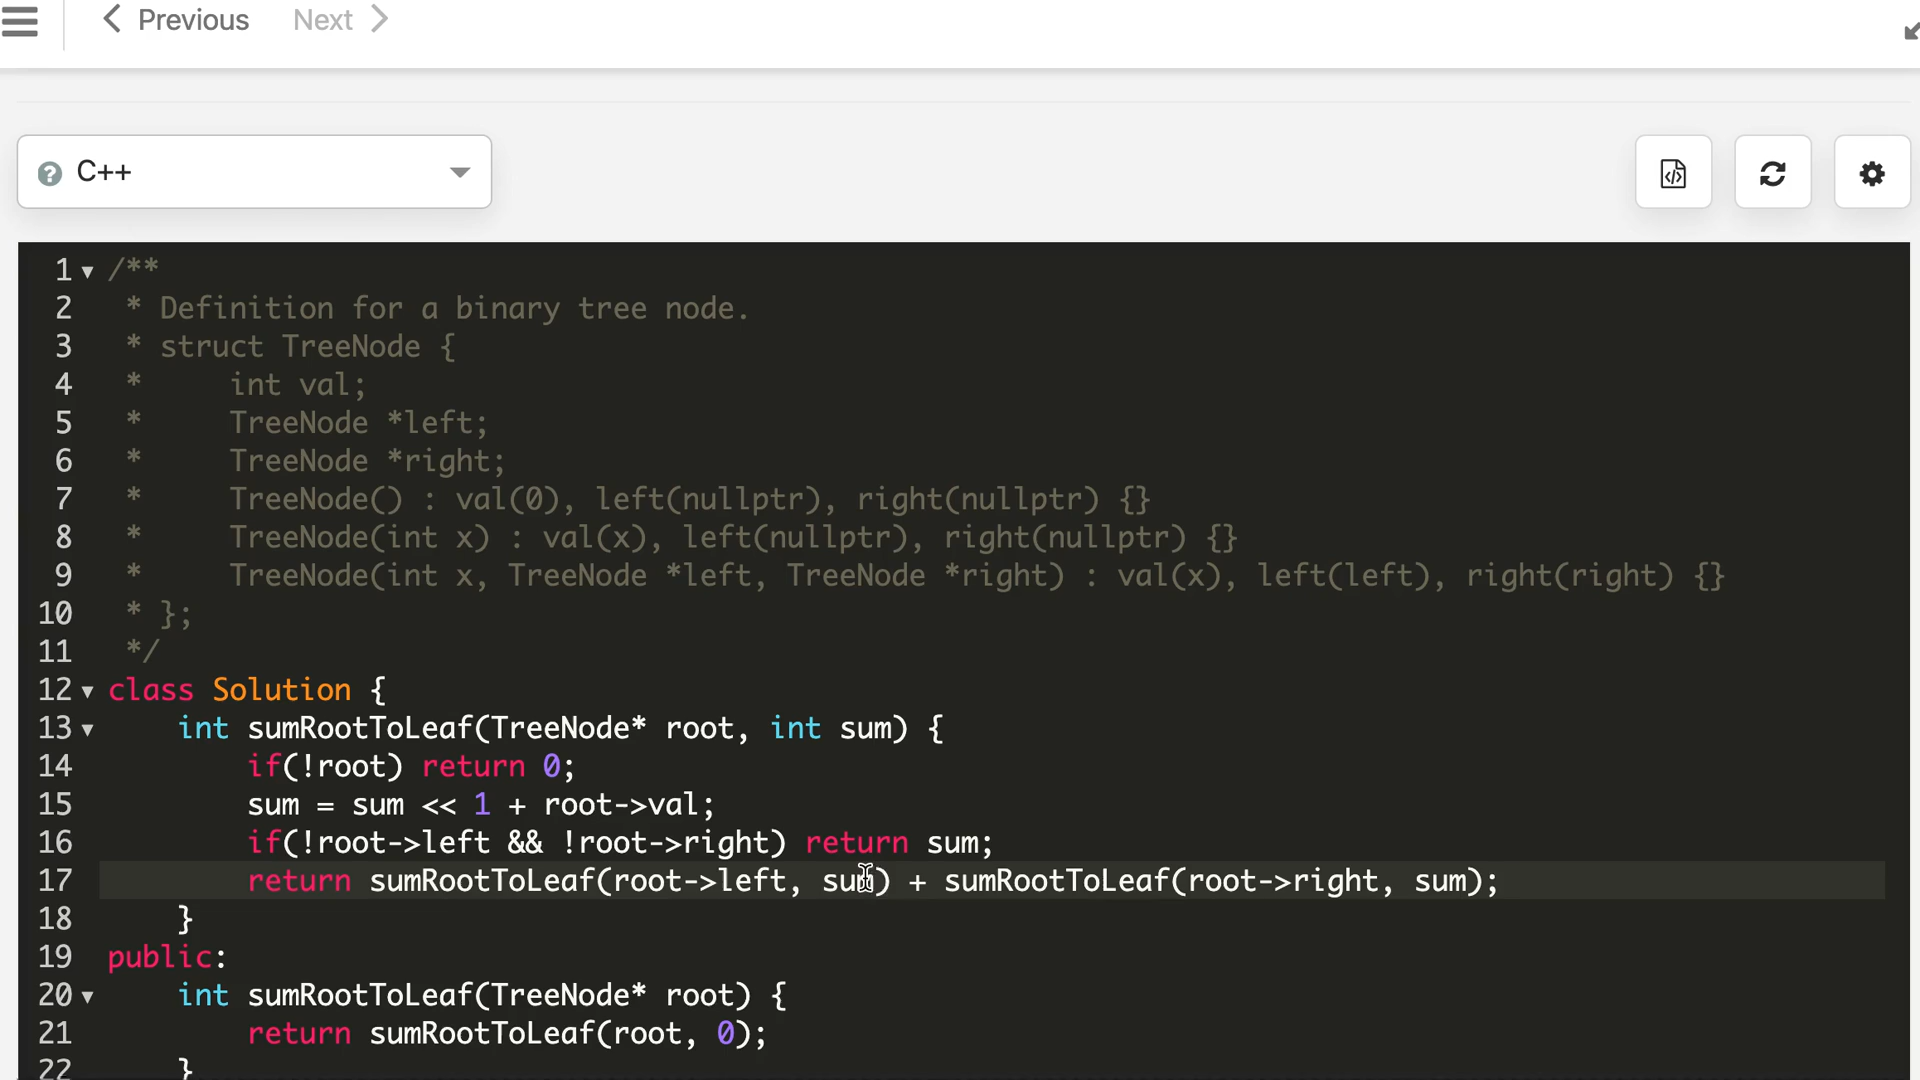 Previous Next
C++
1 /**
2 * Definition for a binary tree node.
3 * struct TreeNode {
4 * int val;
5 * TreeNode *left;
6 * TreeNode *right;
7 * TreeNode() : val(0), left(nullptr), right(nullptr) {}
8 * TreeNode(int x) : val(x), left(nullptr), right(nullptr) {}
9 * TreeNode(int x, TreeNode *left, TreeNode *right) : val(x), left(left), right(right) {}
10 * };
11 */
12 class Solution {
13 int sumRootToLeaf(TreeNode* root, int sum) {
14 if(!root) return 0;
15 sum = sum << 1 + root->val;
16 if(!root->left && !root->right) return sum;
17 return sumRootToLeaf(root->left, sum) + sumRootToLeaf(root->right, sum);
18 }
19 public:
20 int sumRootToLeaf(TreeNode* root) {
21 return sumRootToLeaf(root, 0);
22 }